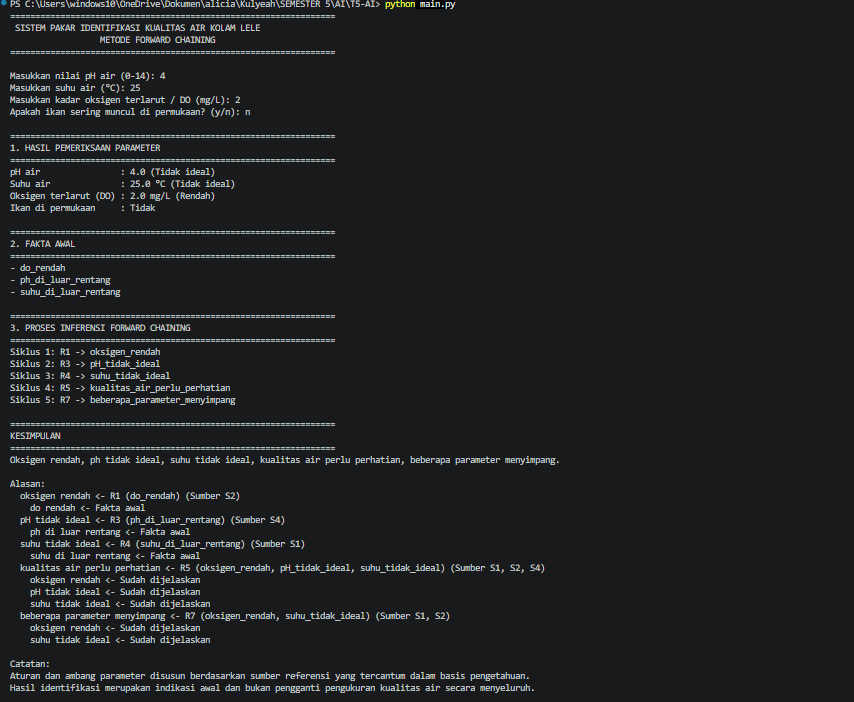 PS C:\Users\windows10\OneDrive\Dokumen\alicia\Kulyeah\SEMESTER 5\AI\T5-AI> python main.py
=================================================================
SISTEM PAKAR IDENTIFIKASI KUALITAS AIR KOLAM LELE
METODE FORWARD CHAINING
=================================================================
Masukkan nilai pH air (0-14): 4
Masukkan suhu air (°C): 25
Masukkan kadar oksigen terlarut / DO (mg/L): 2
Apakah ikan sering muncul di permukaan? (y/n): n
=================================================================
1. HASIL PEMERIKSAAN PARAMETER
=================================================================
pH air : 4.0 (Tidak ideal)
Suhu air : 25.0 °C (Tidak ideal)
Oksigen terlarut (DO) : 2.0 mg/L (Rendah)
Ikan di permukaan : Tidak
=================================================================
2. FAKTA AWAL
=================================================================
- do_rendah
- ph_di_luar_rentang
- suhu_di_luar_rentang
=================================================================
3. PROSES INFERENSI FORWARD CHAINING
=================================================================
Siklus 1: R1 -> oksigen_rendah
Siklus 2: R3 -> pH_tidak_ideal
Siklus 3: R4 -> suhu_tidak_ideal
Siklus 4: R5 -> kualitas_air_perlu_perhatian
Siklus 5: R7 -> beberapa_parameter_menyimpang
=================================================================
KESIMPULAN
=================================================================
Oksigen rendah, ph tidak ideal, suhu tidak ideal, kualitas air perlu perhatian, beberapa parameter menyimpang.
Alasan:
oksigen rendah <- R1 (do_rendah) (Sumber S2)
do rendah <- Fakta awal
pH tidak ideal <- R3 (ph_di_luar_rentang) (Sumber S4)
ph di luar rentang <- Fakta awal
suhu tidak ideal <- R4 (suhu_di_luar_rentang) (Sumber S1)
suhu di luar rentang <- Fakta awal
kualitas air perlu perhatian <- R5 (oksigen_rendah, pH_tidak_ideal, suhu_tidak_ideal) (Sumber S1, S2, S4)
oksigen rendah <- Sudah dijelaskan
pH tidak ideal <- Sudah dijelaskan
suhu tidak ideal <- Sudah dijelaskan
beberapa parameter menyimpang <- R7 (oksigen_rendah, suhu_tidak_ideal) (Sumber S1, S2)
oksigen rendah <- Sudah dijelaskan
suhu tidak ideal <- Sudah dijelaskan
Catatan:
Aturan dan ambang parameter disusun berdasarkan sumber referensi yang tercantum dalam basis pengetahuan.
Hasil identifikasi merupakan indikasi awal dan bukan pengganti pengukuran kualitas air secara menyeluruh.